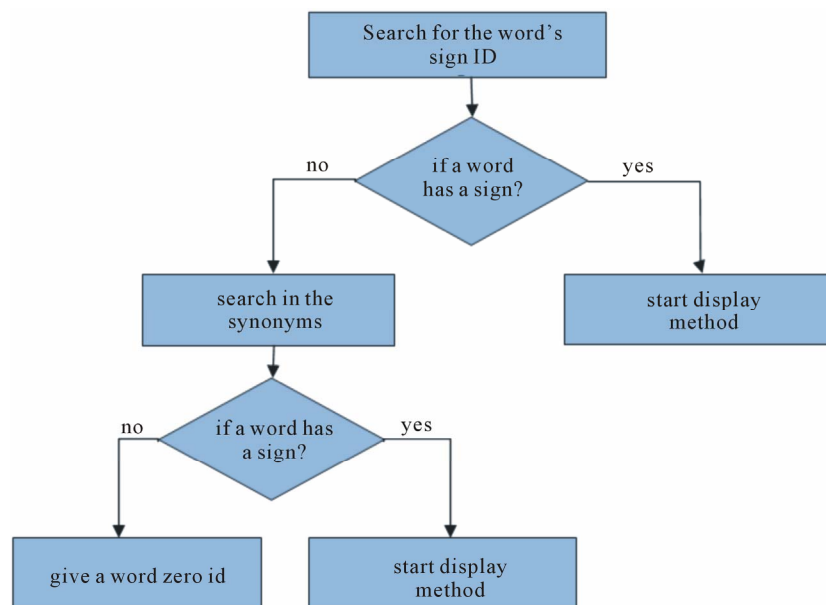 Search for the word's
sign ID
if a word
has a sign?
no
yes
search in the
synonyms
start display
method
if a word has
a sign?
no
yes
give a word zero id
start display
method